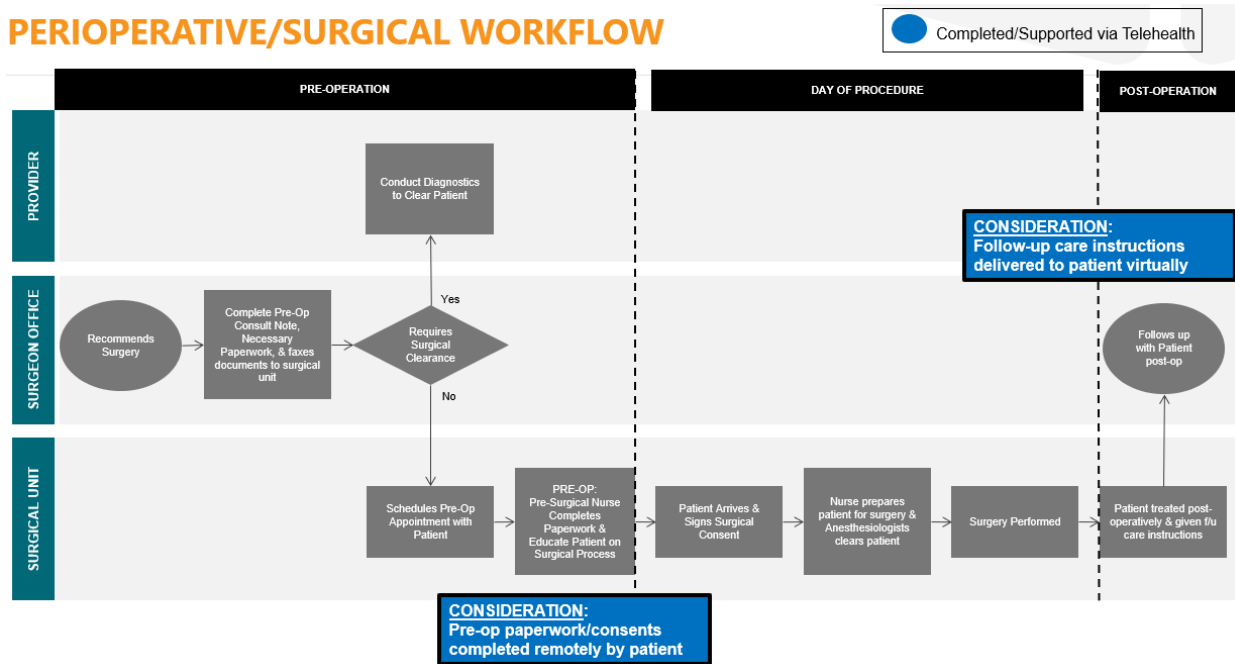 PERIOPERATIVE/SURGICAL WORKFLOW
Completed/Supported via Telehealth
PRE-OPERATION
DAY OF PROCEDURE
POST-OPERATION
PROVIDER
Conduct Diagnostics
to Clear Patient
CONSIDERATION:
Follow-up care instructions
delivered to patient virtually
SURGEON OFFICE
Recommends
Surgery
Complete Pre-Op
Consult Note,
Necessary
Paperwork, & faxes
documents to surgical
unit
Yes
Requires
Surgical
Clearance
No
Follows up
with Patient
post-op
SURGICAL UNIT
Schedules Pre-Op
Appointment with
Patient
PRE-OP:
Pre-Surgical Nurse
Completes
Paperwork &
Educate Patient on
Surgical Process
Patient Arrives &
Signs Surgical
Consent
Nurse prepares
patient for surgery &
Anesthesiologists
clears patient
Surgery Performed
Patient treated post-
operatively & given f/u
care instructions
CONSIDERATION:
Pre-op paperwork/consents
completed remotely by patient